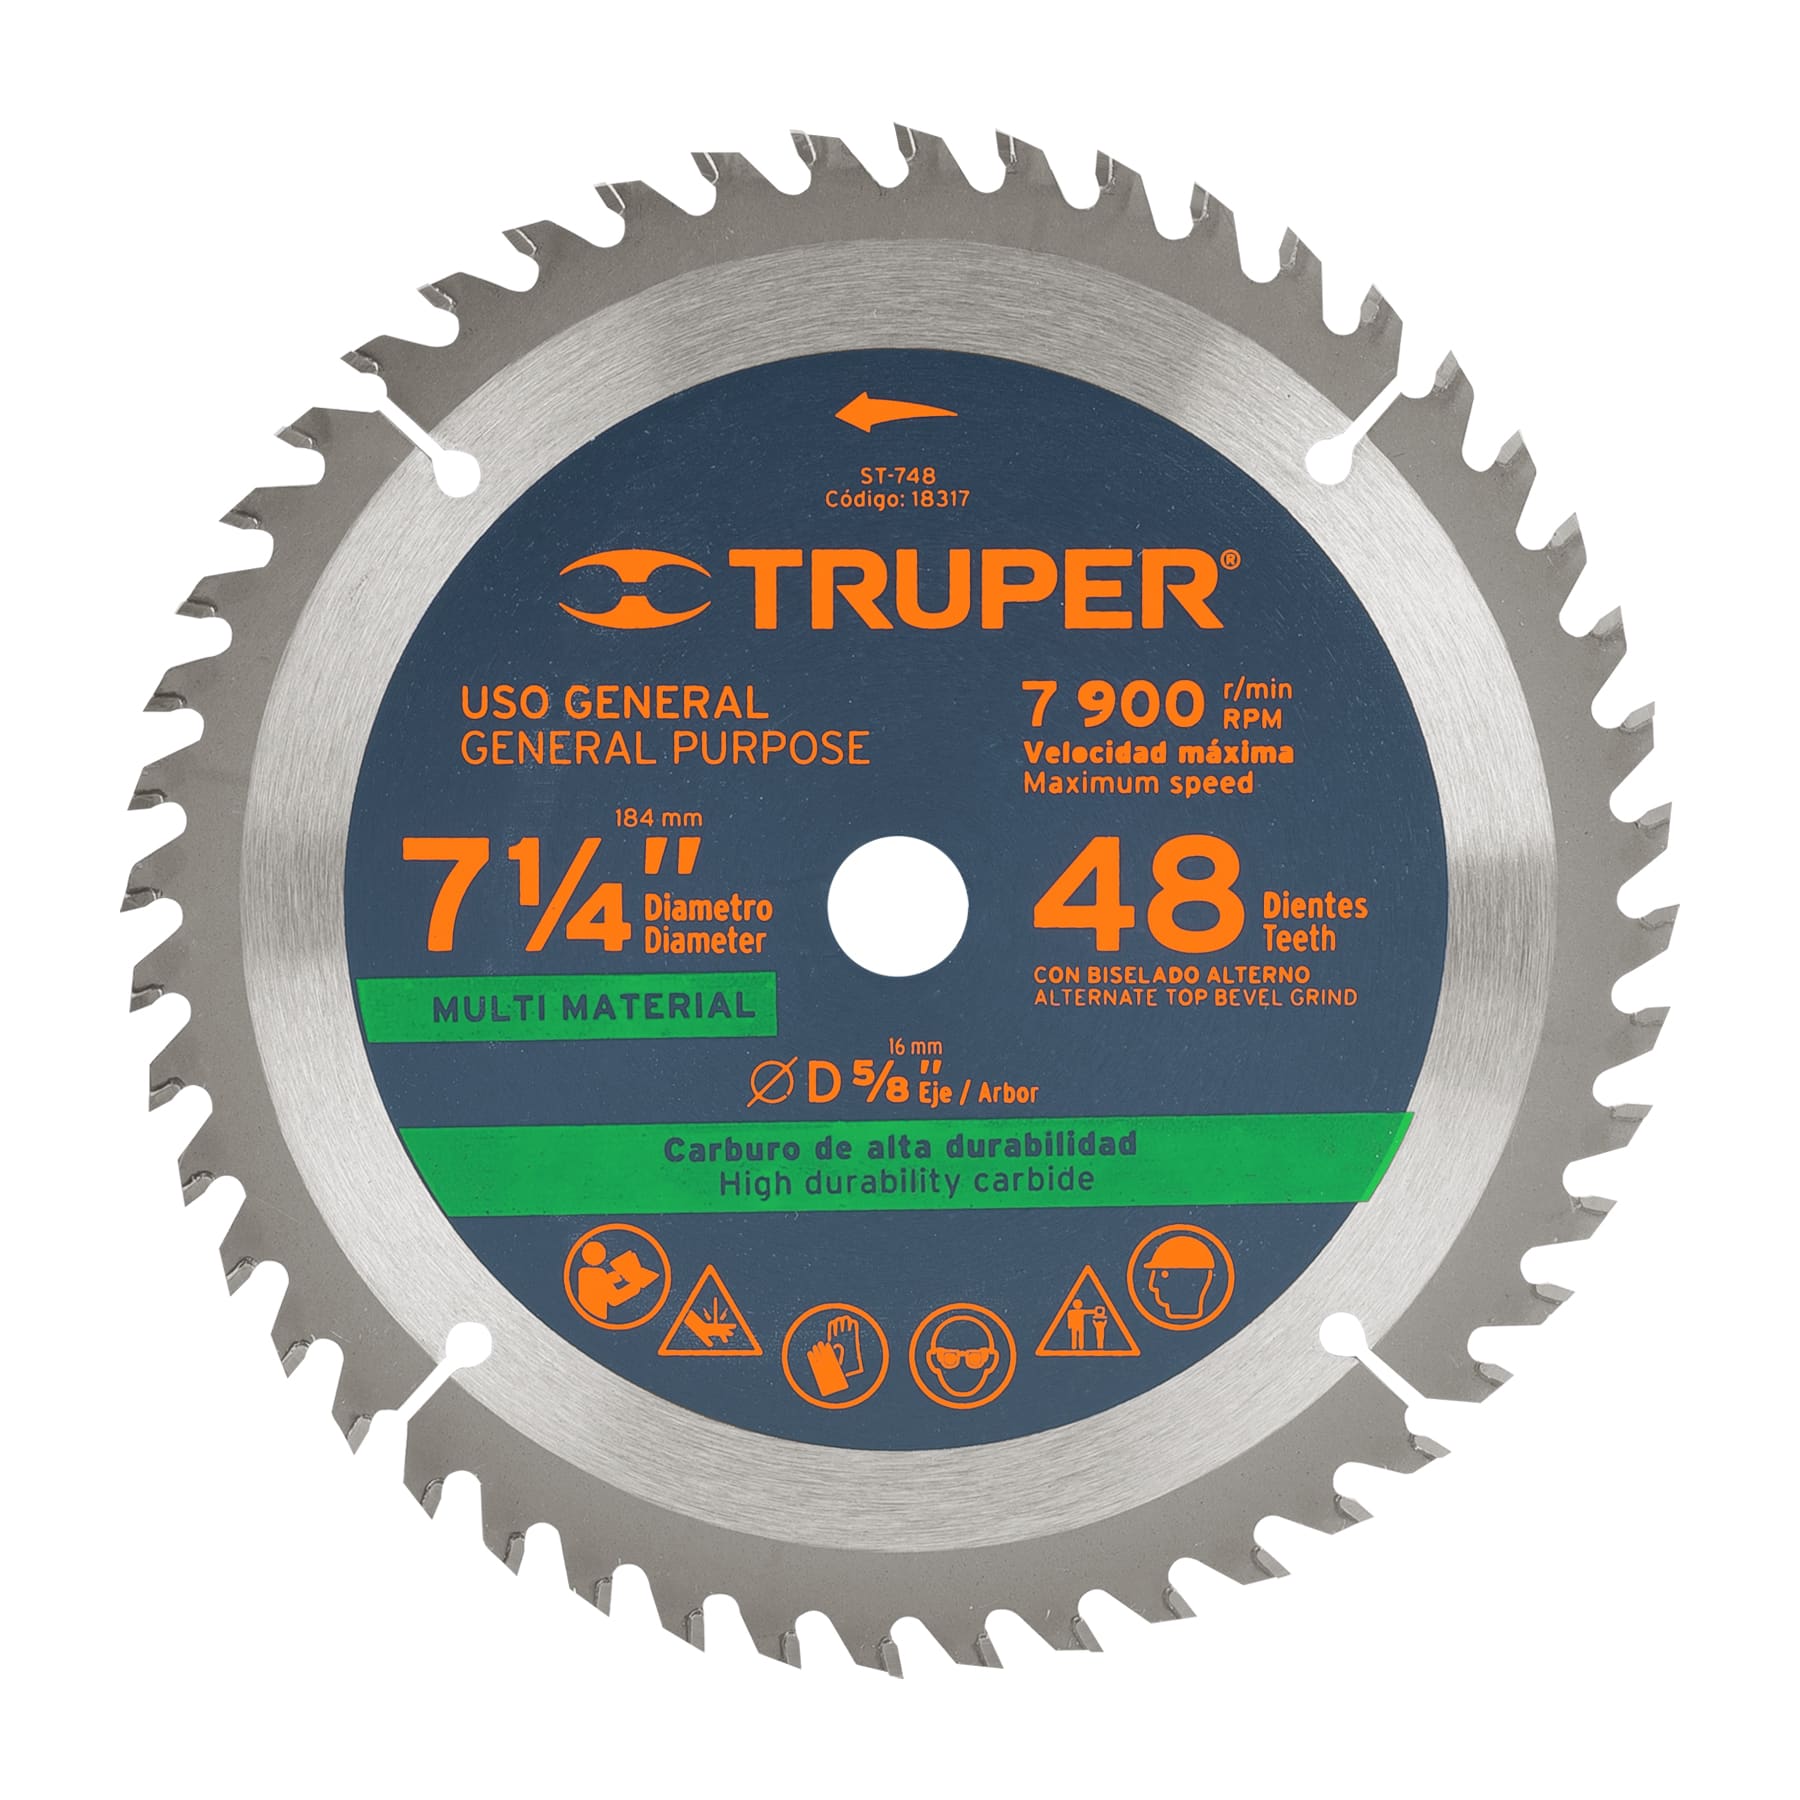 ST-748
Código: 18317
TRUPER®
USO GENERAL
GENERAL PURPOSE
7 900 r/min RPM
Velocidad máxima
Maximum speed
184 mm
7 1/4" Diametro Diameter
48 Dientes Teeth
CON BISELADO ALTERNO
ALTERNATE TOP BEVEL GRIND
MULTI MATERIAL
16 mm
Ø D 5/8" Eje / Arbor
Carburo de alta durabilidad
High durability carbide